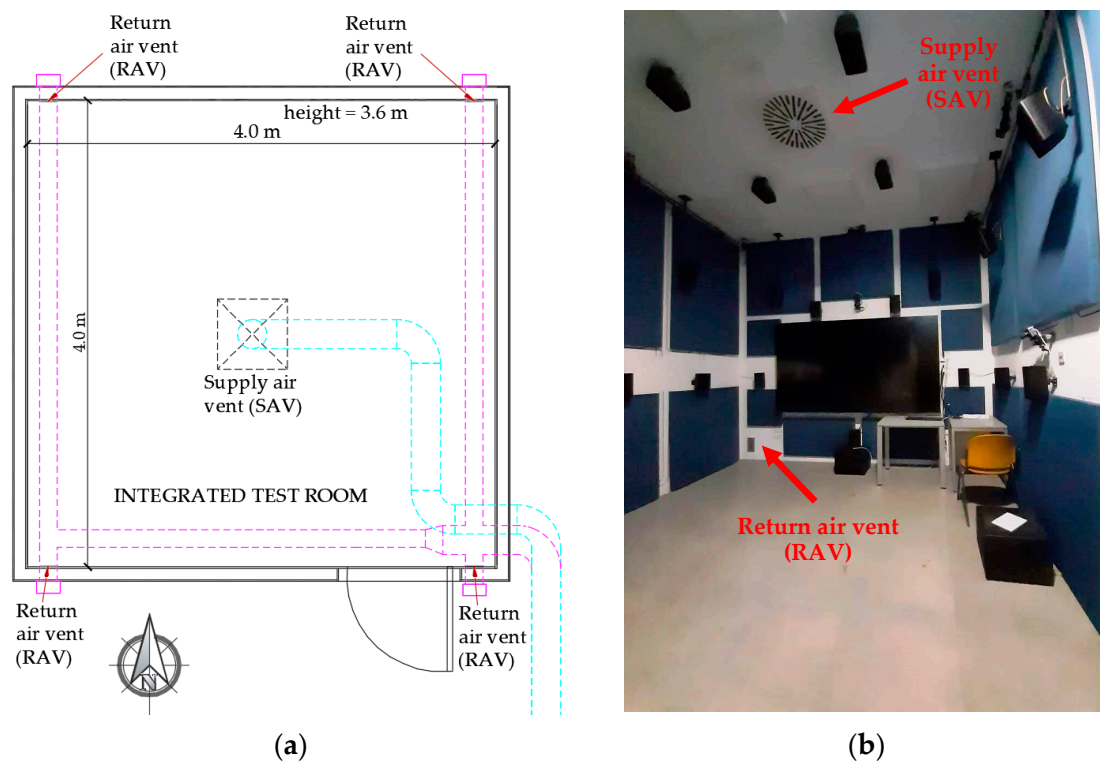 Return
air vent
(RAV)
Return
air vent
(RAV)
height = 3.6 m
4.0 m
4.0 m
Supply air
vent (SAV)
INTEGRATED TEST ROOM
Return
air vent
(RAV)
Return
air vent
(RAV)
N
(a)
Supply
air vent
(SAV)
Return air vent
(RAV)
(b)